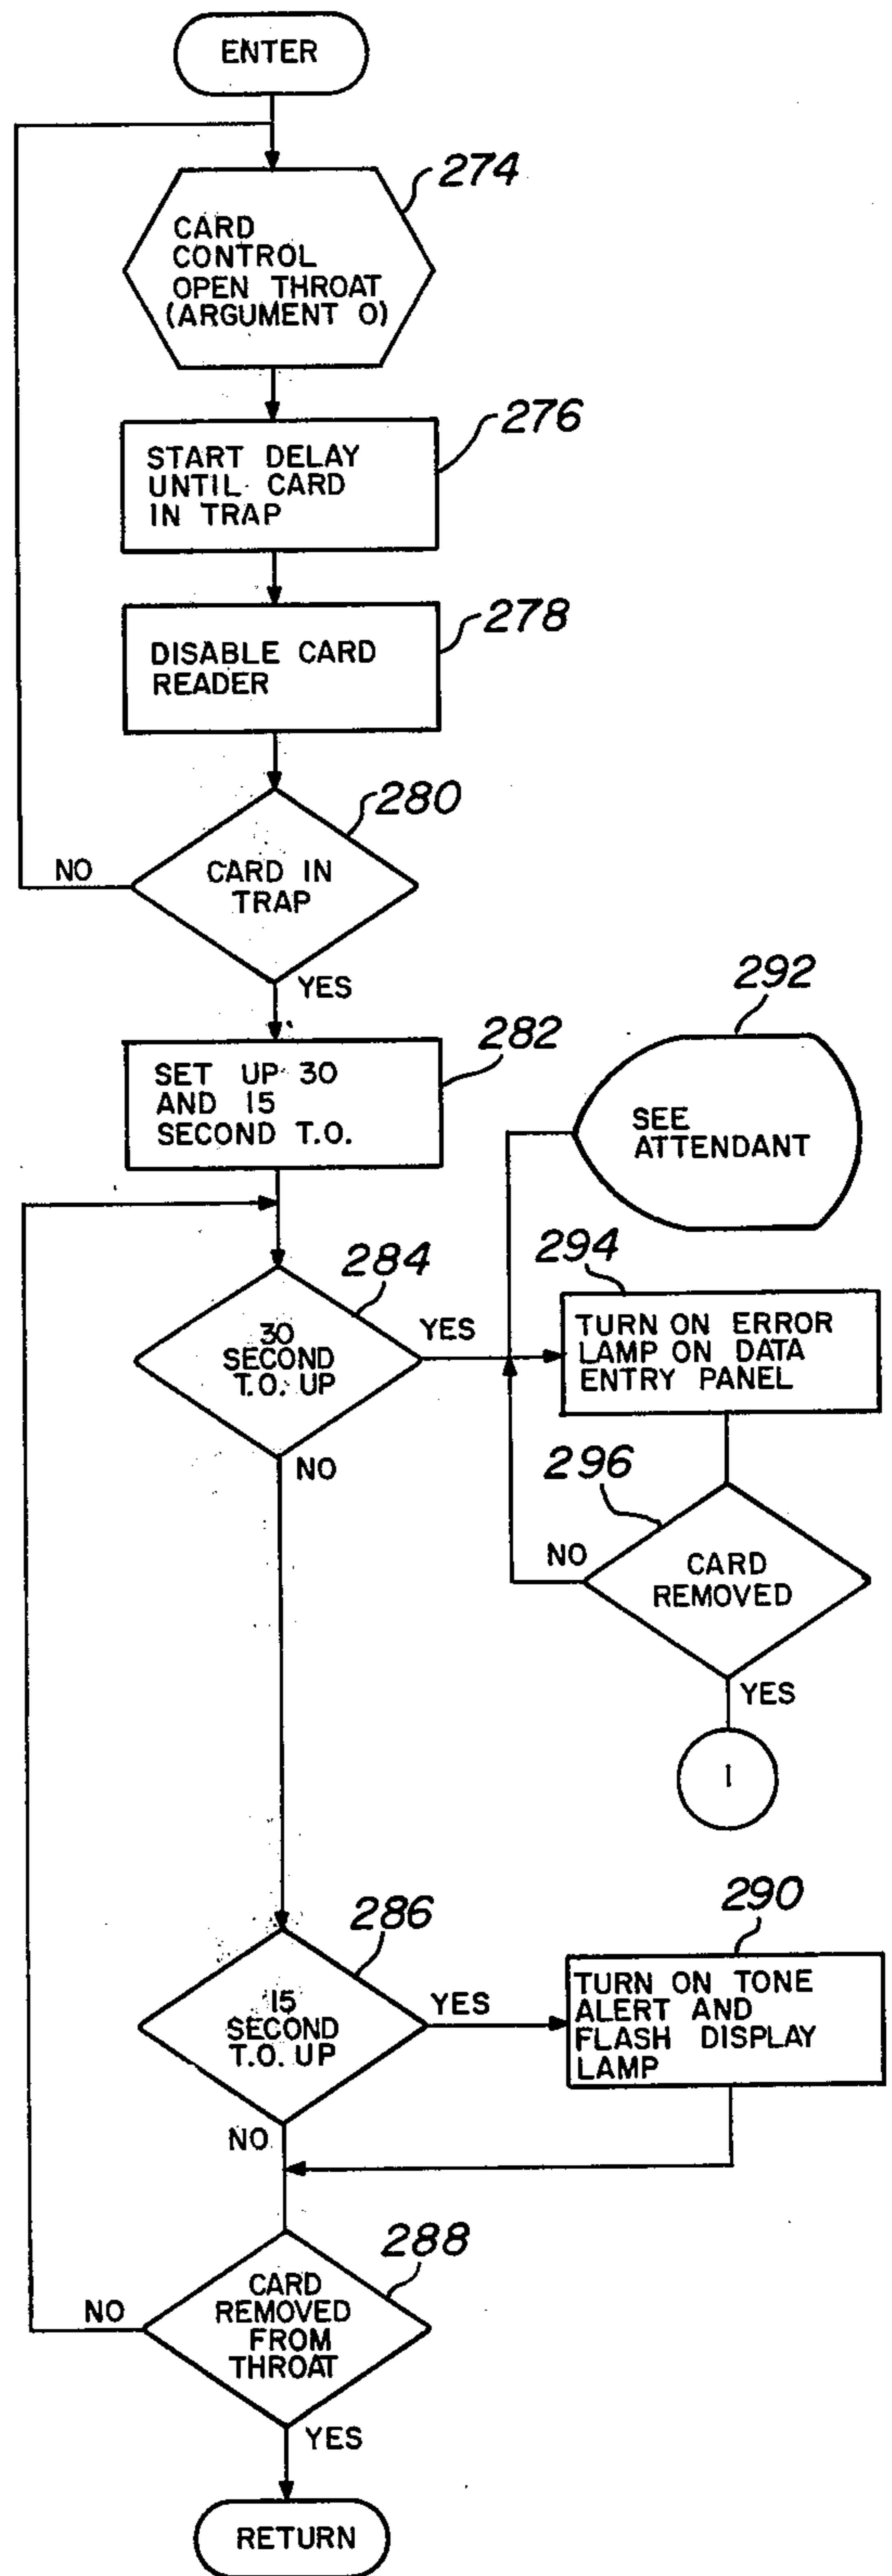 ENTER
274
CARD
CONTROL
OPEN THROAT
(ARGUMENT 0)
276
START DELAY
UNTIL CARD
IN TRAP
278
DISABLE CARD
READER
280
CARD IN
TRAP
NO
YES
282
SET UP 30
AND 15
SECOND T.O.
292
SEE
ATTENDANT
284
30
SECOND
T.O. UP
YES
NO
294
TURN ON ERROR
LAMP ON DATA
ENTRY PANEL
296
CARD
REMOVED
NO
YES
1
286
15
SECOND
T.O. UP
YES
NO
290
TURN ON TONE
ALERT AND
FLASH DISPLAY
LAMP
288
CARD
REMOVED
FROM
THROAT
NO
YES
RETURN